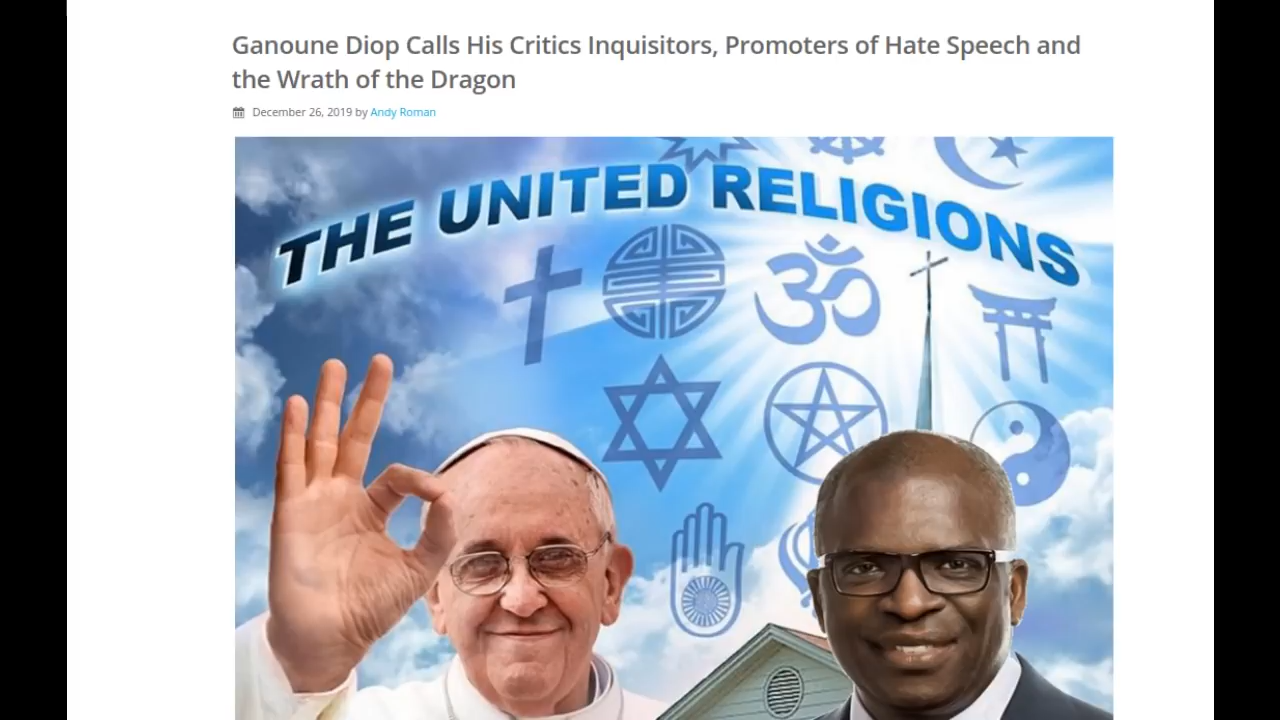 Ganoune Diop Calls His Critics Inquisitors, Promoters of Hate Speech and
the Wrath of the Dragon
December 26, 2019 by Andy Roman
THE UNITED RELIGIONS